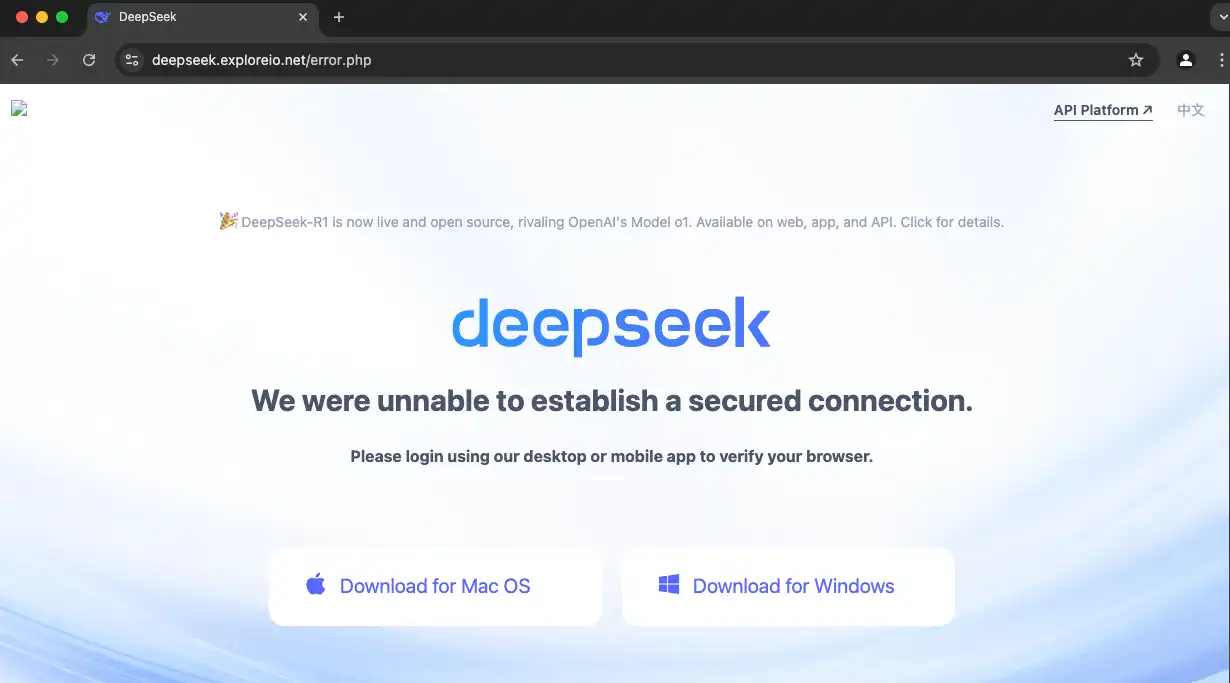 DeepSeek
deepseek.exploreio.net/error.php
API Platform ↗ 中文
🎉 DeepSeek-R1 is now live and open source, rivaling OpenAI's Model o1. Available on web, app, and API. Click for details.
deepseek
We were unnable to establish a secured connection.
Please login using our desktop or mobile app to verify your browser.
Download for Mac OS
Download for Windows